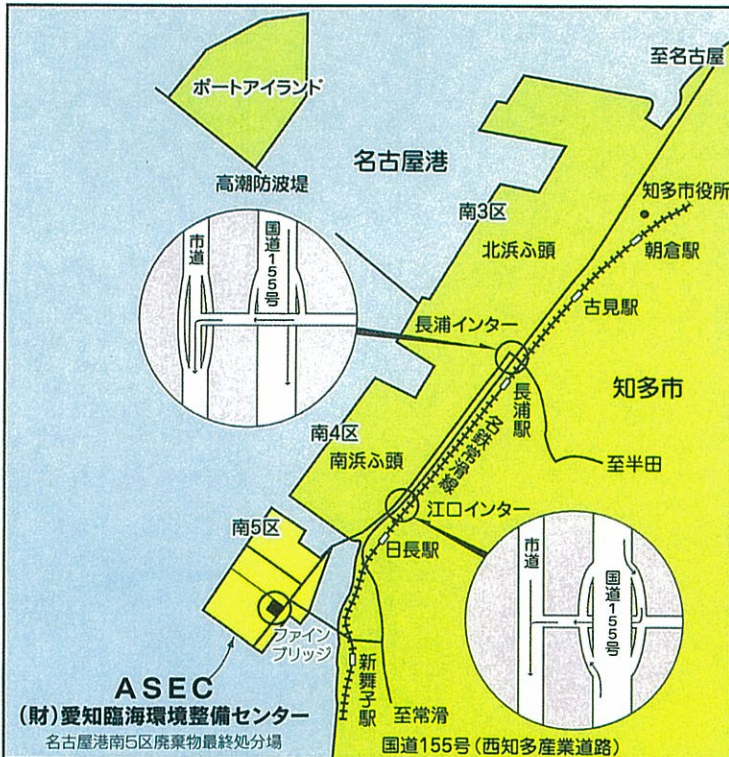 ポートアイランド
至名古屋
名古屋港
高潮防波堤
知多市役所
南3区
北浜ふ頭
朝倉駅
市道
国道155号
古見駅
長浦インター
長浦駅
知多市
南4区
南浜ふ頭
名鉄常滑線
至半田
江口インター
南5区
日長駅
市道
国道155号
ファイン
ブリッジ
新舞子駅
ASEC
(財)愛知臨海環境整備センター
至常滑
名古屋港南5区廃棄物最終処分場
国道155号(西知多産業道路)